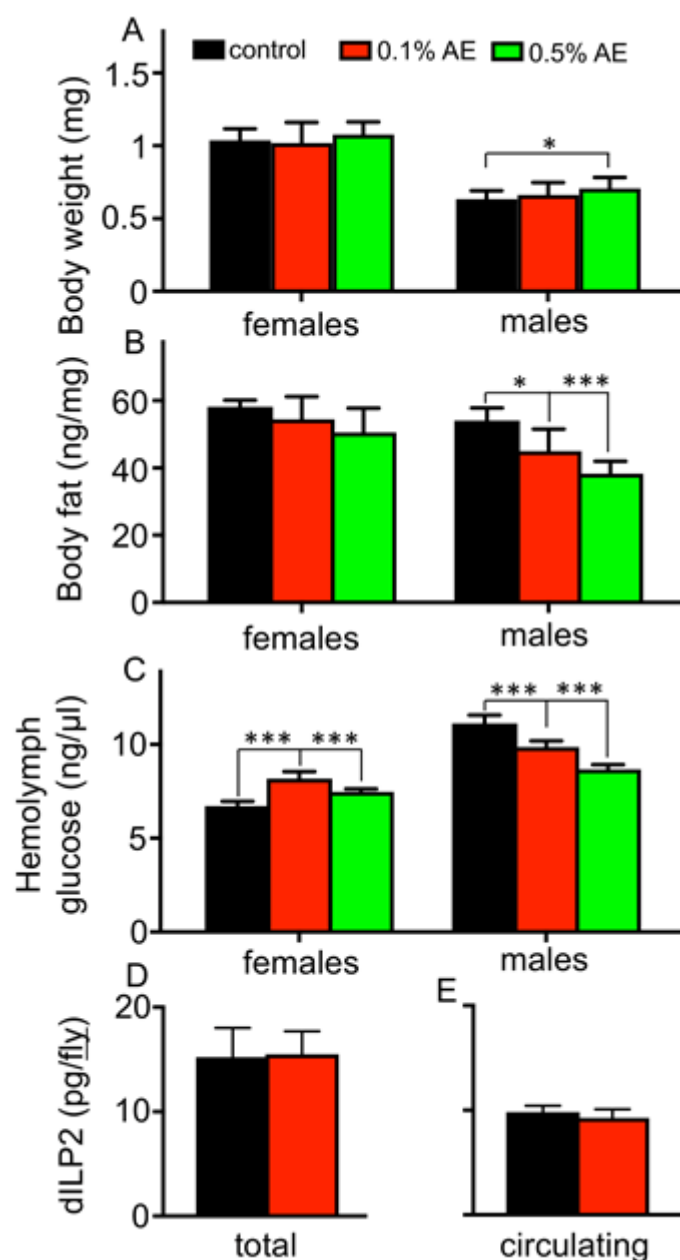 A
control 0.1% AE 0.5% AE
Body weight (mg)
1.5
1
0.5
0
*
females males
B
Body fat (ng/mg)
60
40
20
0
* ***
females males
C
Hemolymph
glucose (ng/µl)
10
5
0
*** ***
*** ***
females males
D
dILP2 (pg/fly)
20
10
0
total
E
circulating